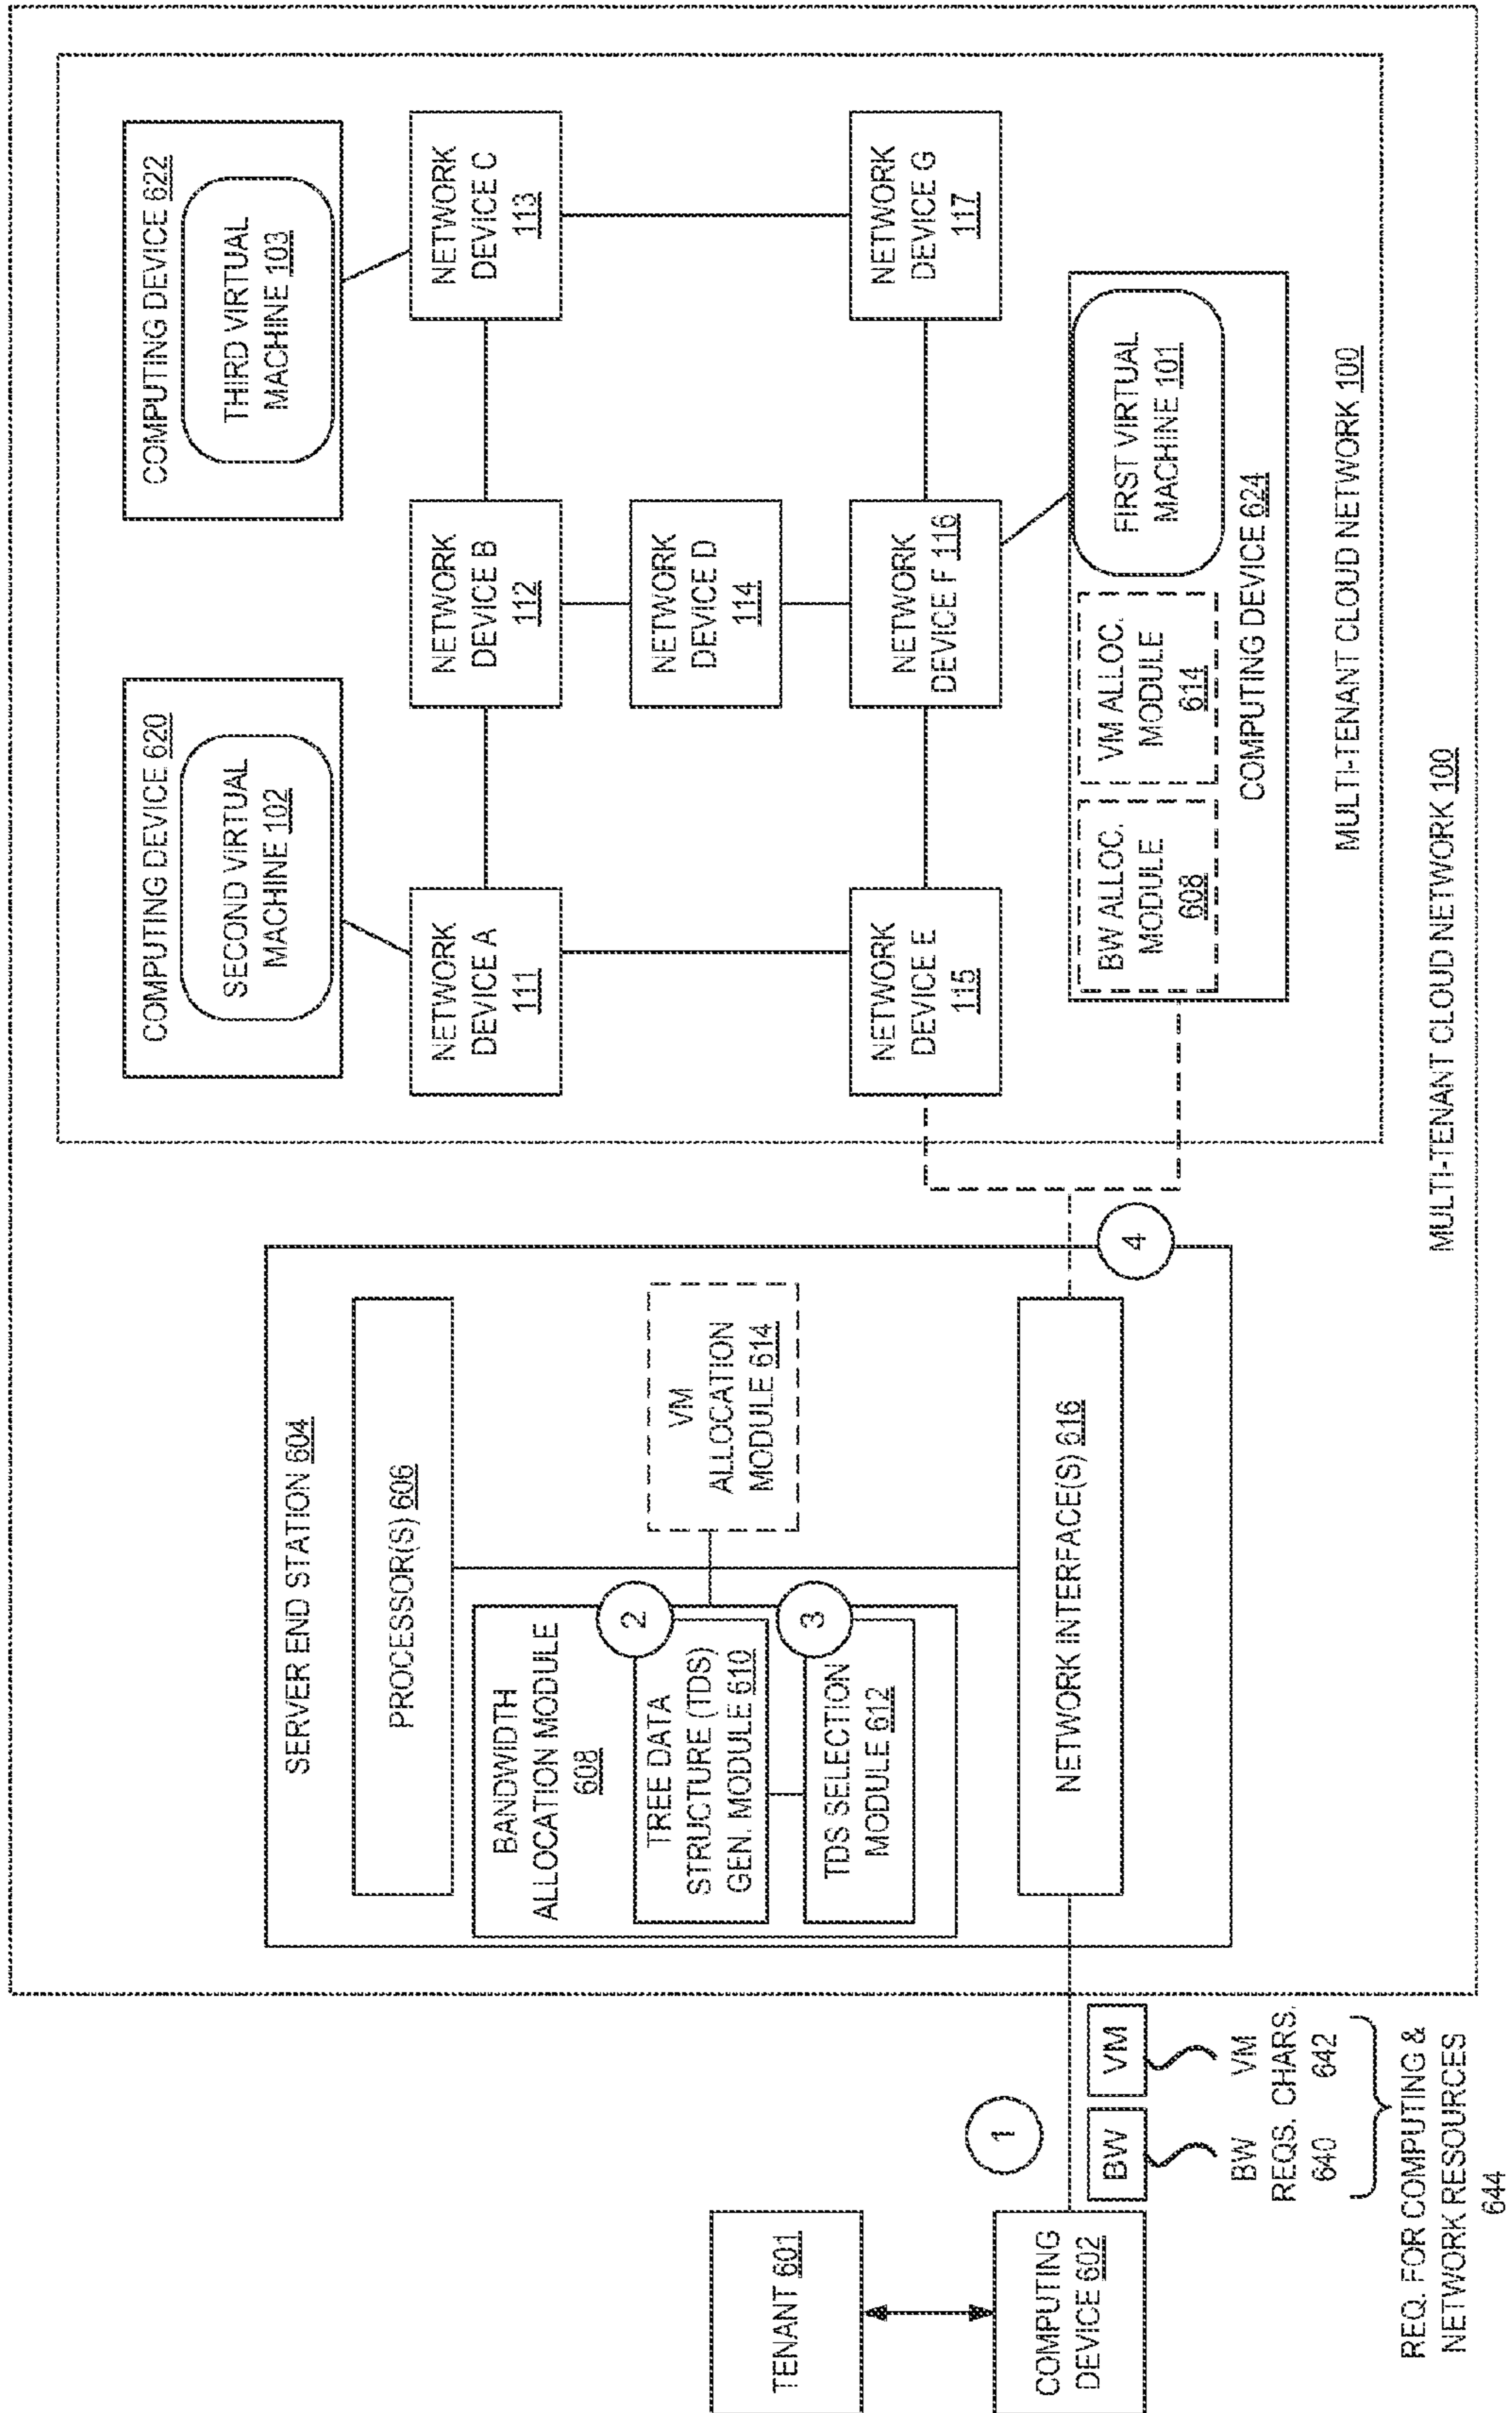 TENANT 601
COMPUTING
DEVICE 602
1
BW
VM
BW
REQS.
640
VM
CHARS.
642
REQ. FOR COMPUTING &
NETWORK RESOURCES
644
SERVER END STATION 604
PROCESSOR(S) 606
BANDWIDTH
ALLOCATION MODULE
608
2
TREE DATA
STRUCTURE (TDS)
GEN. MODULE 610
3
TDS SELECTION
MODULE 612
VM
ALLOCATION
MODULE 614
NETWORK INTERFACE(S) 616
4
COMPUTING DEVICE 620
SECOND VIRTUAL
MACHINE 102
COMPUTING DEVICE 622
THIRD VIRTUAL
MACHINE 103
NETWORK
DEVICE A
111
NETWORK
DEVICE B
112
NETWORK
DEVICE C
113
NETWORK
DEVICE D
114
NETWORK
DEVICE E
115
NETWORK
DEVICE F 116
NETWORK
DEVICE G
117
BW ALLOC.
MODULE
608
VM ALLOC.
MODULE
614
FIRST VIRTUAL
MACHINE 101
COMPUTING DEVICE 624
MULTI-TENANT CLOUD NETWORK 100
MULTI-TENANT CLOUD NETWORK 100